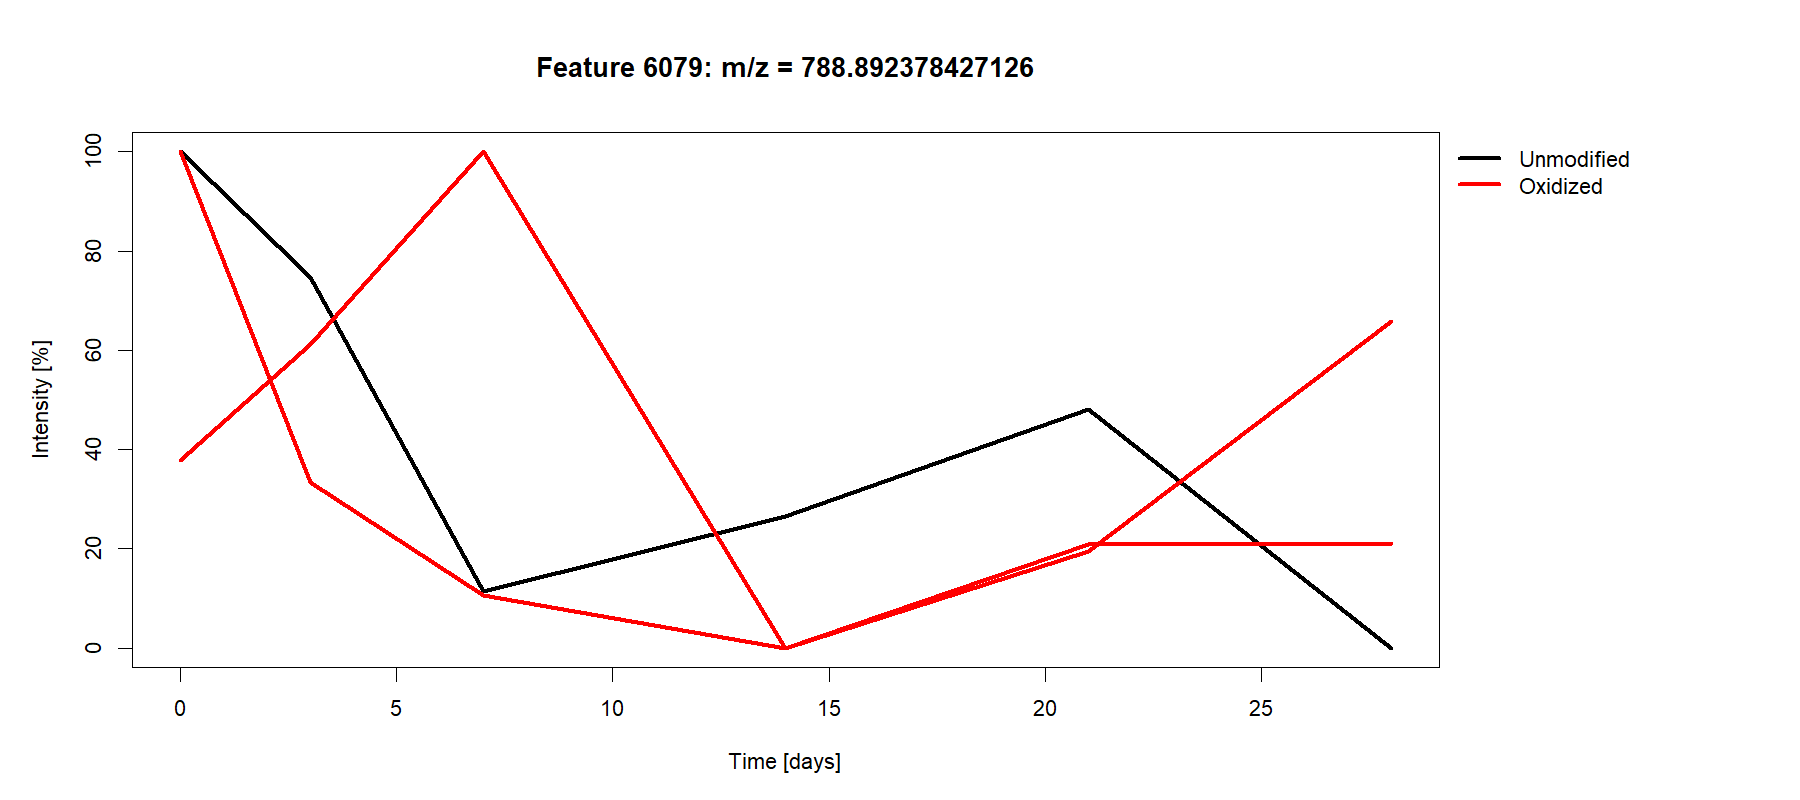 Feature 6079: m/z = 788.892378427126
Unmodified
Oxidized
Intensity [%]
100
80
60
40
20
0
0 5 10 15 20 25
Time [days]